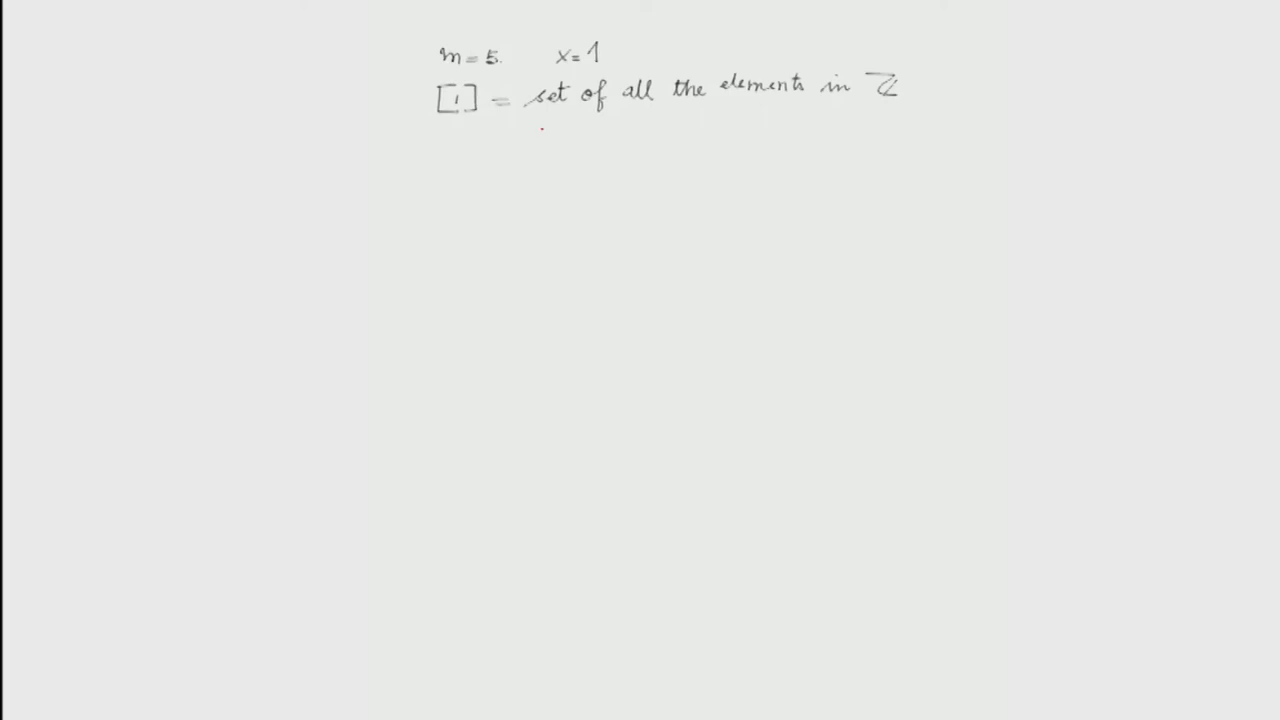 m = 5. x = 1
[1] = set of all the elements in ℤ